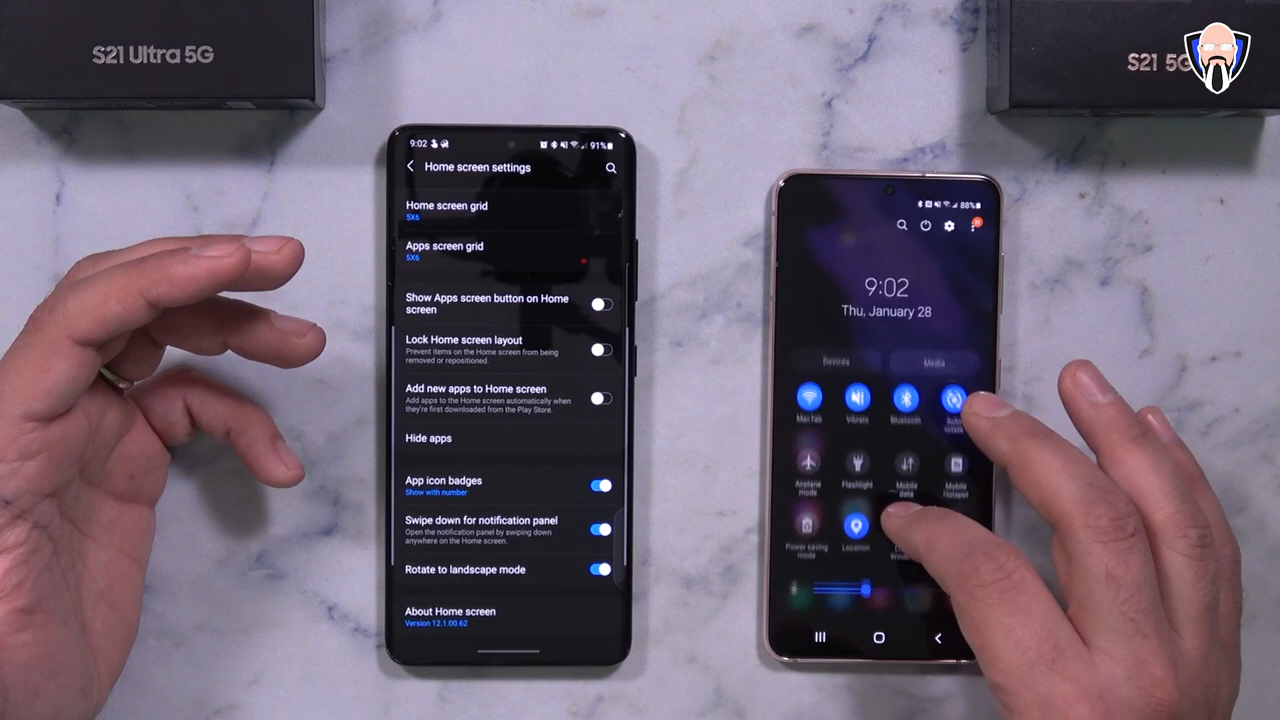 S21 Ultra 5G
S21 5G
9:02
91%
Home screen settings
Home screen grid
5X6
Apps screen grid
5X6
Show Apps screen button on Home
screen
Lock Home screen layout
Prevent items on the Home screen from being
removed or repositioned.
Add new apps to Home screen
Add apps to the Home screen automatically when
they're first downloaded from the Play Store.
Hide apps
App icon badges
Show with number
Swipe down for notification panel
Open the notification panel by swiping down
anywhere on the Home screen.
Rotate to landscape mode
About Home screen
Version 12.1.00.62
88%
9:02
Thu, January 28
Devices
Media
Vibrate
Bluetooth
Auto
rotate
Airplane
mode
Flashlight
Mobile
data
Mobile
Hotspot
Power saving
mode
Location